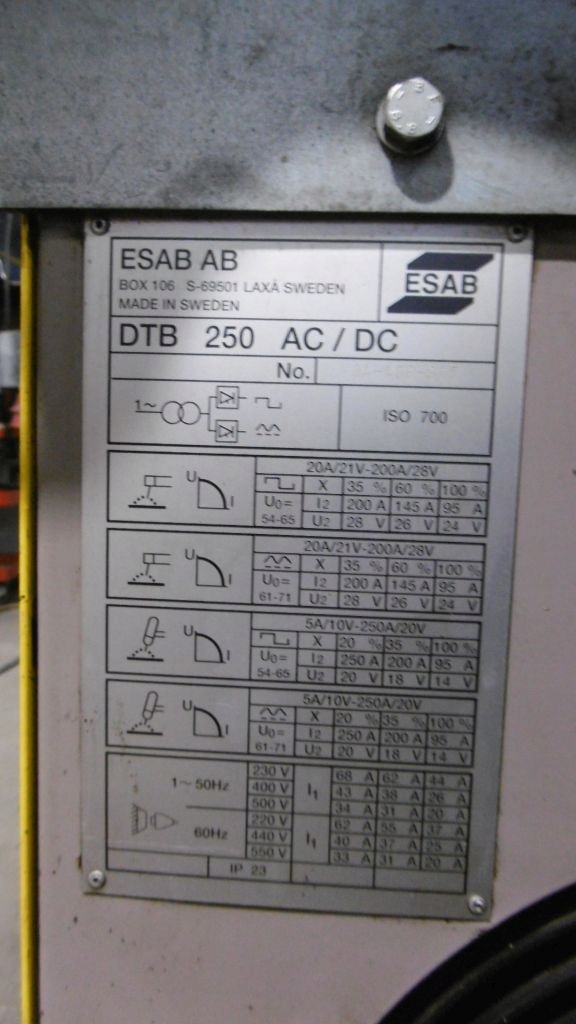 ESAB AB
BOX 106 S-69501 LAXÅ SWEDEN
MADE IN SWEDEN
ESAB
DTB 250 AC / DC
No.
1~
ISO 700
20A/21V-200A/28V
U I
X 35 % 60 % 100 %
U0= I2 200 A 145 A 95 A
54-65 U2 28 V 26 V 24 V
20A/21V-200A/28V
U I
X 35 % 60 % 100 %
U0= I2 200 A 145 A 95 A
61-71 U2 28 V 26 V 24 V
5A/10V-250A/20V
U I
X 20 % 35 % 100 %
U0= I2 250 A 200 A 95 A
54-65 U2 20 V 18 V 14 V
5A/10V-250A/20V
U I
X 20 % 35 % 100 %
U0= I2 250 A 200 A 95 A
61-71 U2 20 V 18 V 14 V
230 V 68 A 62 A 44 A
1~ 50Hz 400 V I1 43 A 38 A 26 A
500 V 34 A 31 A 20 A
220 V 62 A 55 A 37 A
60Hz 440 V I1 40 A 37 A 25 A
550 V 33 A 31 A 20 A
IP 23